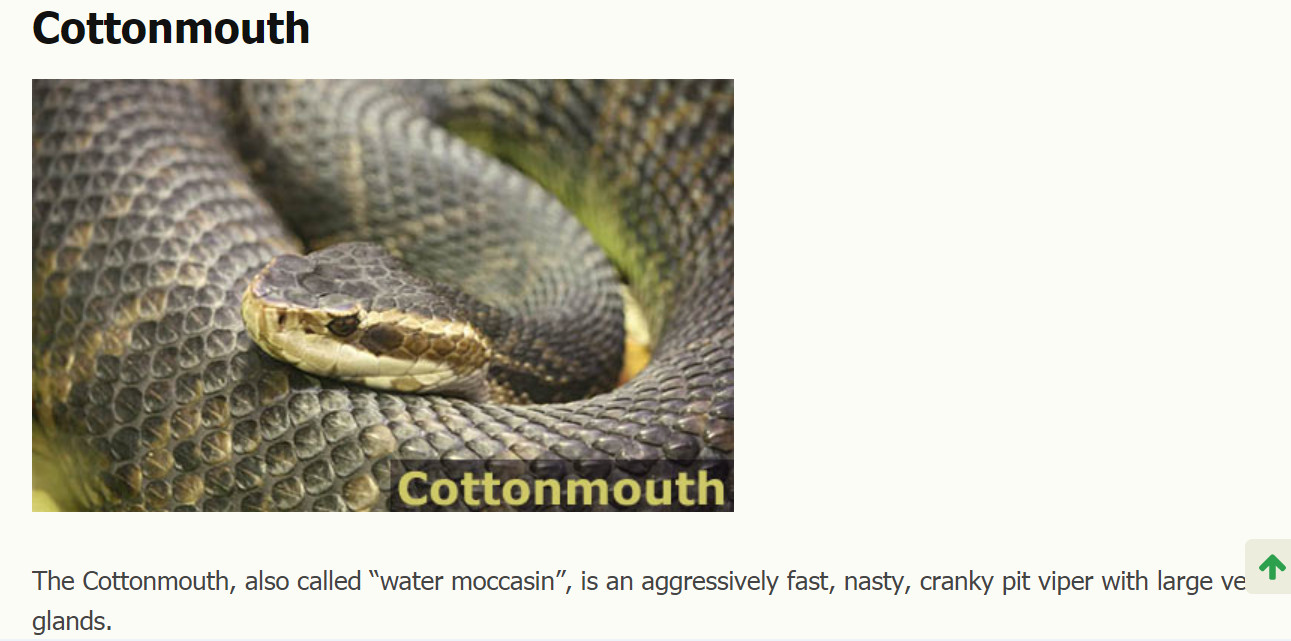 Cottonmouth
Cottonmouth
The Cottonmouth, also called “water moccasin”, is an aggressively fast, nasty, cranky pit viper with large ve
glands.